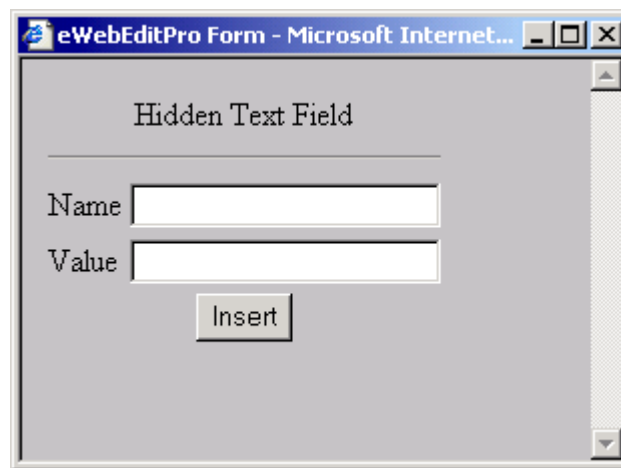 eWebEditPro Form - Microsoft Internet...
Hidden Text Field
Name
Value
Insert